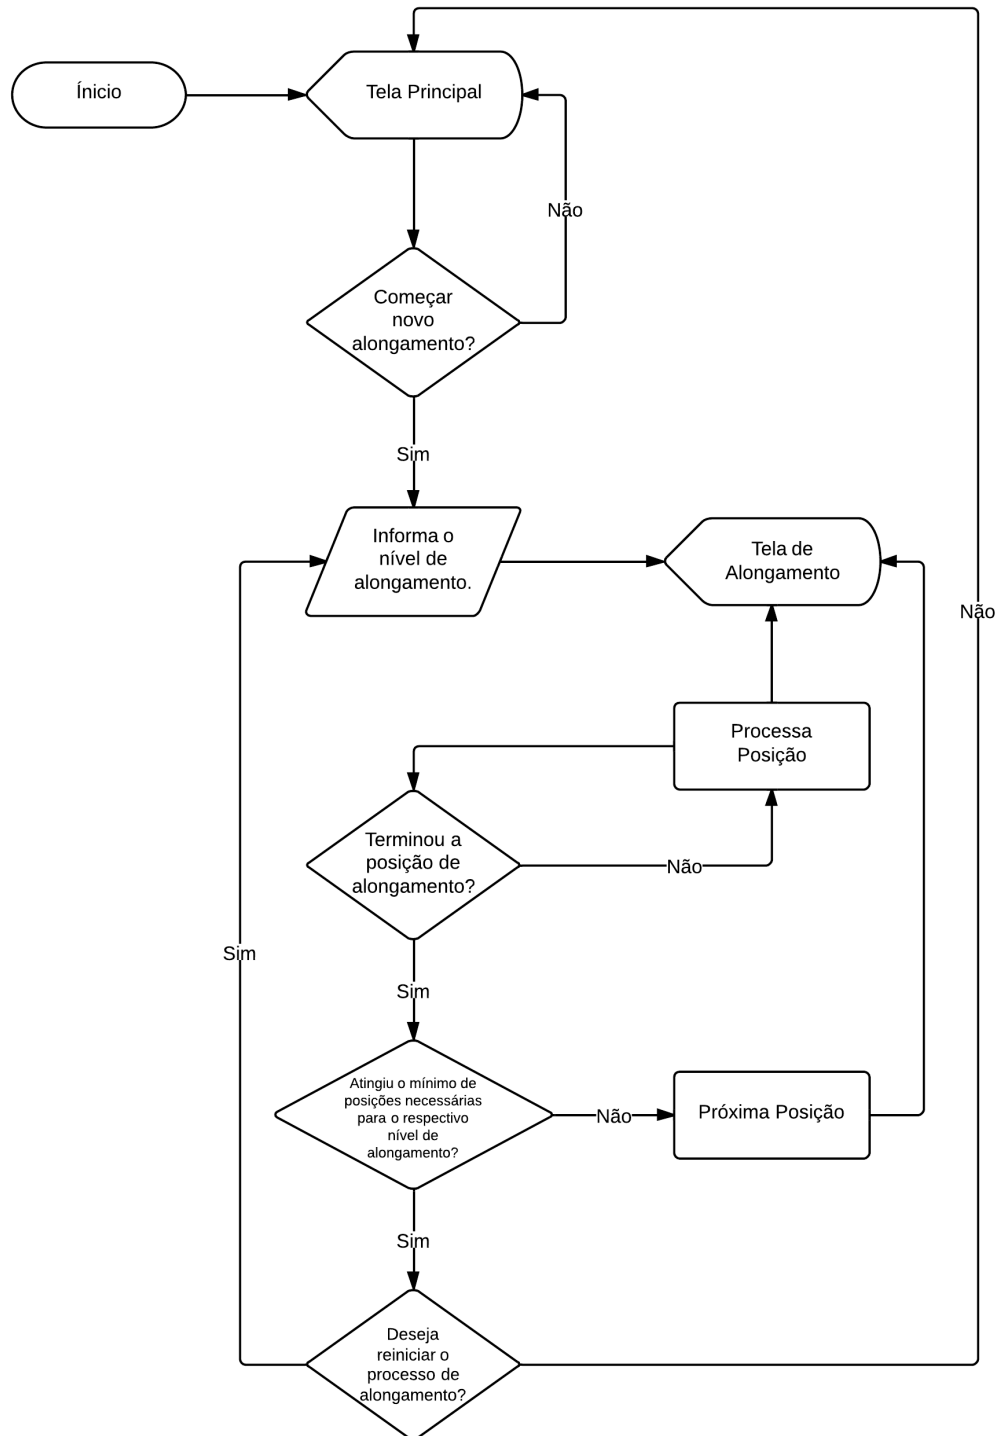 Ínicio
Tela Principal
Não
Começar
novo
alongamento?
Sim
Informa o
nível de
alongamento.
Tela de
Alongamento
Não
Processa
Posição
Terminou a
posição de
alongamento?
Não
Sim
Sim
Atingiu o mínimo de
posições necessárias
para o respectivo
nível de
alongamento?
Não
Próxima Posição
Sim
Deseja
reiniciar o
processo de
alongamento?